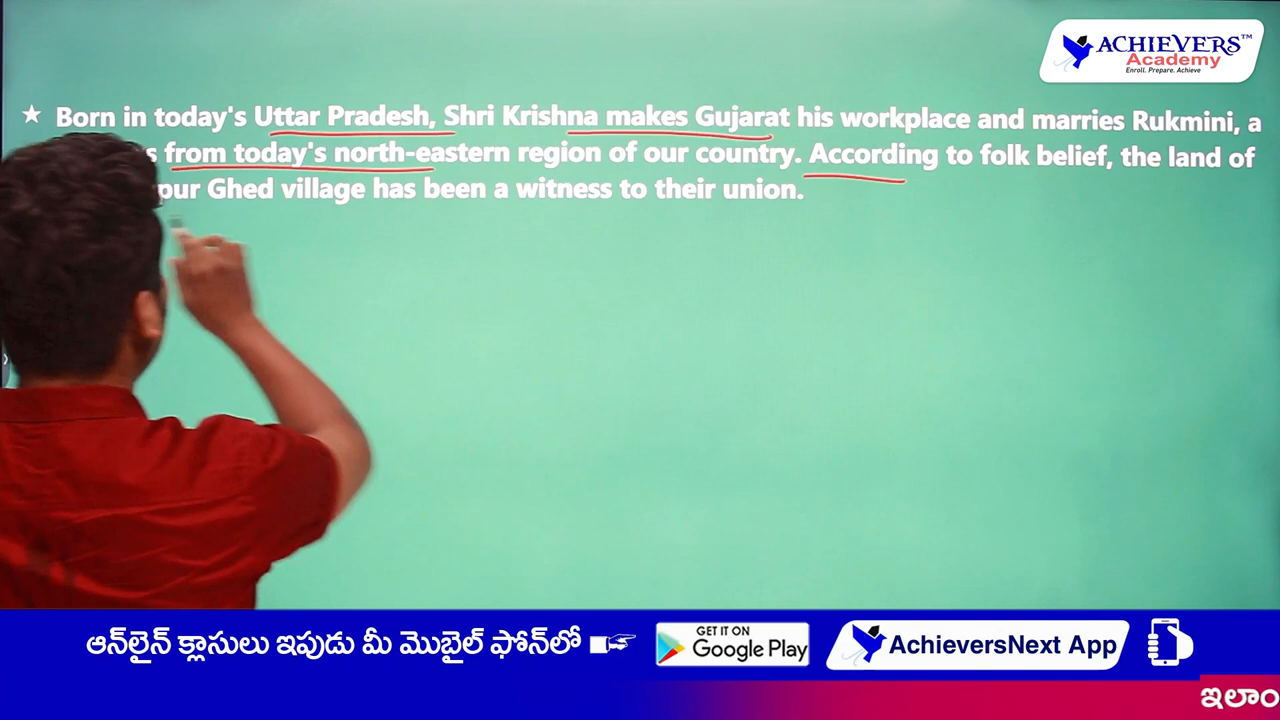 ACHIEVERS™
Academy
Enroll. Prepare. Achieve
★ Born in today's Uttar Pradesh, Shri Krishna makes Gujarat his workplace and marries Rukmini, a
from today's north-eastern region of our country. According to folk belief, the land of
Ghed village has been a witness to their union.
ఆన్‌లైన్ క్లాసులు ఇపుడు మీ మొబైల్ ఫోన్‌లో
GET IT ON
Google Play
AchieversNext App